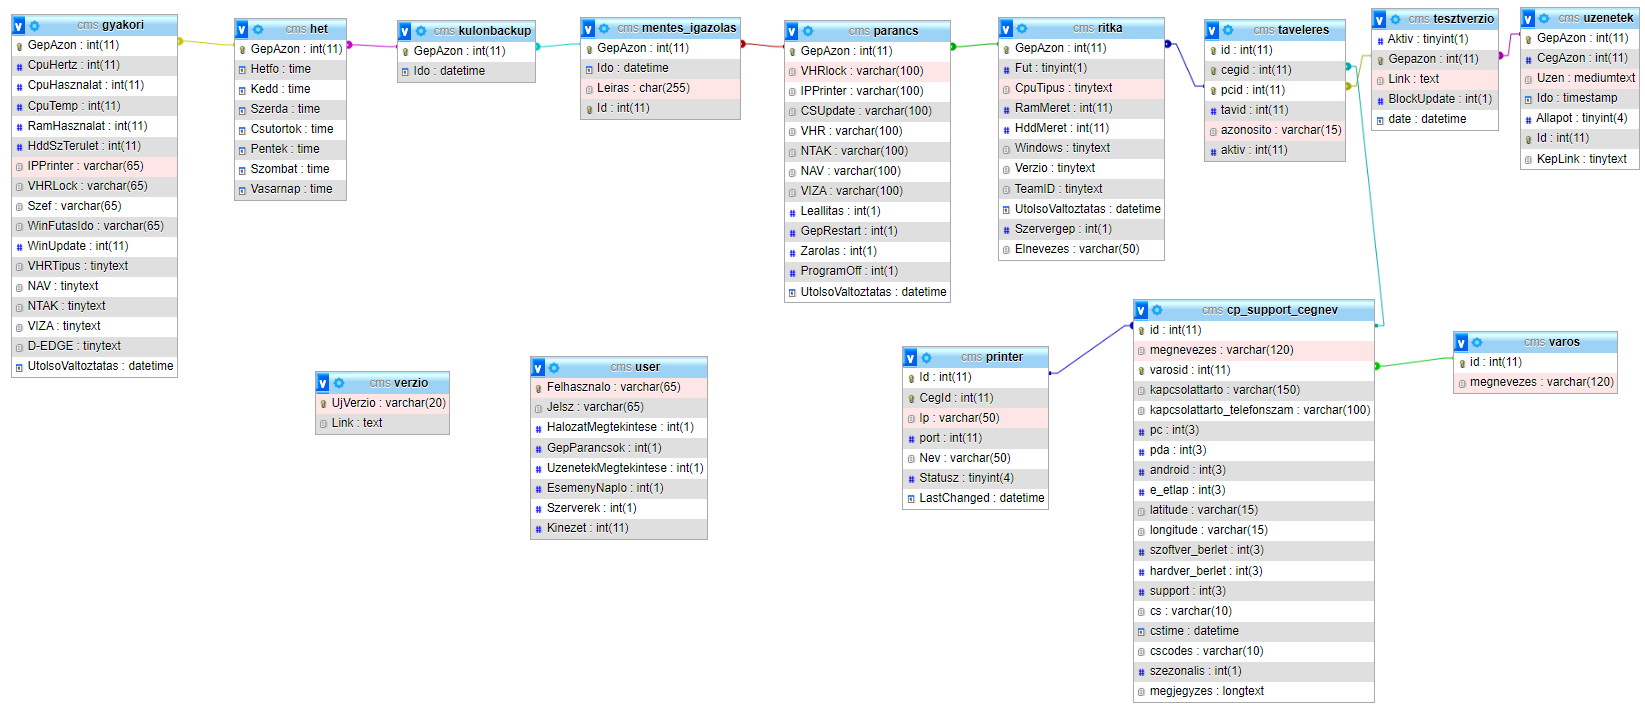 cms gyakori
GepAzon : int(11)
CpuHertz : int(11)
CpuHasznalat : int(11)
CpuTemp : int(11)
RamHasznalat : int(11)
HddSzTerulet : int(11)
IPPrinter : varchar(65)
VHRLock : varchar(65)
Szef : varchar(65)
WinFutasIdo : varchar(65)
WinUpdate : int(11)
VHRTipus : tinytext
NAV : tinytext
NTAK : tinytext
VIZA : tinytext
D-EDGE : tinytext
UtolsoValtoztatas : datetime
cms het
GepAzon : int(11)
Hetfo : time
Kedd : time
Szerda : time
Csutortok : time
Pentek : time
Szombat : time
Vasarnap : time
cms kulonbackup
GepAzon : int(11)
Ido : datetime
cms mentes_igazolas
GepAzon : int(11)
Ido : datetime
Leiras : char(255)
Id : int(11)
cms parancs
GepAzon : int(11)
VHRlock : varchar(100)
IPPrinter : varchar(100)
CSUpdate : varchar(100)
VHR : varchar(100)
NTAK : varchar(100)
NAV : varchar(100)
VIZA : varchar(100)
Leallitas : int(1)
GepRestart : int(1)
Zarolas : int(1)
ProgramOff : int(1)
UtolsoValtoztatas : datetime
cms ritka
GepAzon : int(11)
Fut : tinyint(1)
CpuTipus : tinytext
RamMeret : int(11)
HddMeret : int(11)
Windows : tinytext
Verzio : tinytext
TeamID : tinytext
UtolsoValtoztatas : datetime
Szervergep : int(1)
Elnevezes : varchar(50)
cms taveleres
id : int(11)
cegid : int(11)
pcid : int(11)
tavid : int(11)
azonosito : varchar(15)
aktiv : int(11)
cms tesztverzio
Aktiv : tinyint(1)
Gepazon : int(11)
Link : text
BlockUpdate : int(1)
date : datetime
cms uzenetek
GepAzon : int(11)
CegAzon : int(11)
Uzen : mediumtext
Ido : timestamp
Allapot : tinyint(4)
Id : int(11)
KepLink : tinytext
cms verzio
UjVerzio : varchar(20)
Link : text
cms user
Felhasznalo : varchar(65)
Jelsz : varchar(65)
HalozatMegtekintese : int(1)
GepParancsok : int(1)
UzenetekMegtekintese : int(1)
EsemenyNaplo : int(1)
Szerverek : int(1)
Kinezet : int(11)
cms printer
Id : int(11)
CegId : int(11)
Ip : varchar(50)
port : int(11)
Nev : varchar(50)
Statusz : tinyint(4)
LastChanged : datetime
cms cp_support_cegnev
id : int(11)
megnevezes : varchar(120)
varosid : int(11)
kapcsolattarto : varchar(150)
kapcsolattarto_telefonszam : varchar(100)
pc : int(3)
pda : int(3)
android : int(3)
e_etlap : int(3)
latitude : varchar(15)
longitude : varchar(15)
szoftver_berlet : int(3)
hardver_berlet : int(3)
support : int(3)
cs : varchar(10)
cstime : datetime
cscodes : varchar(10)
szezonalis : int(1)
megjegyzes : longtext
cms varos
id : int(11)
megnevezes : varchar(120)